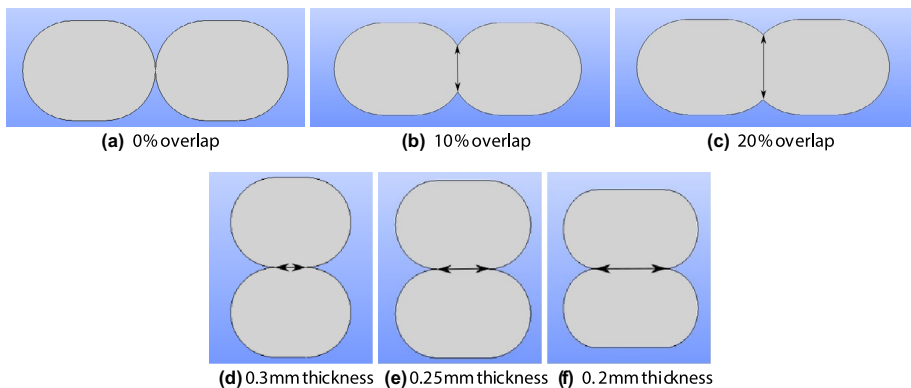 (a) 0% overlap
(b) 10% overlap
(c) 20% overlap
(d) 0.3mm thickness
(e) 0.25mm thickness
(f) 0.2mm thickness